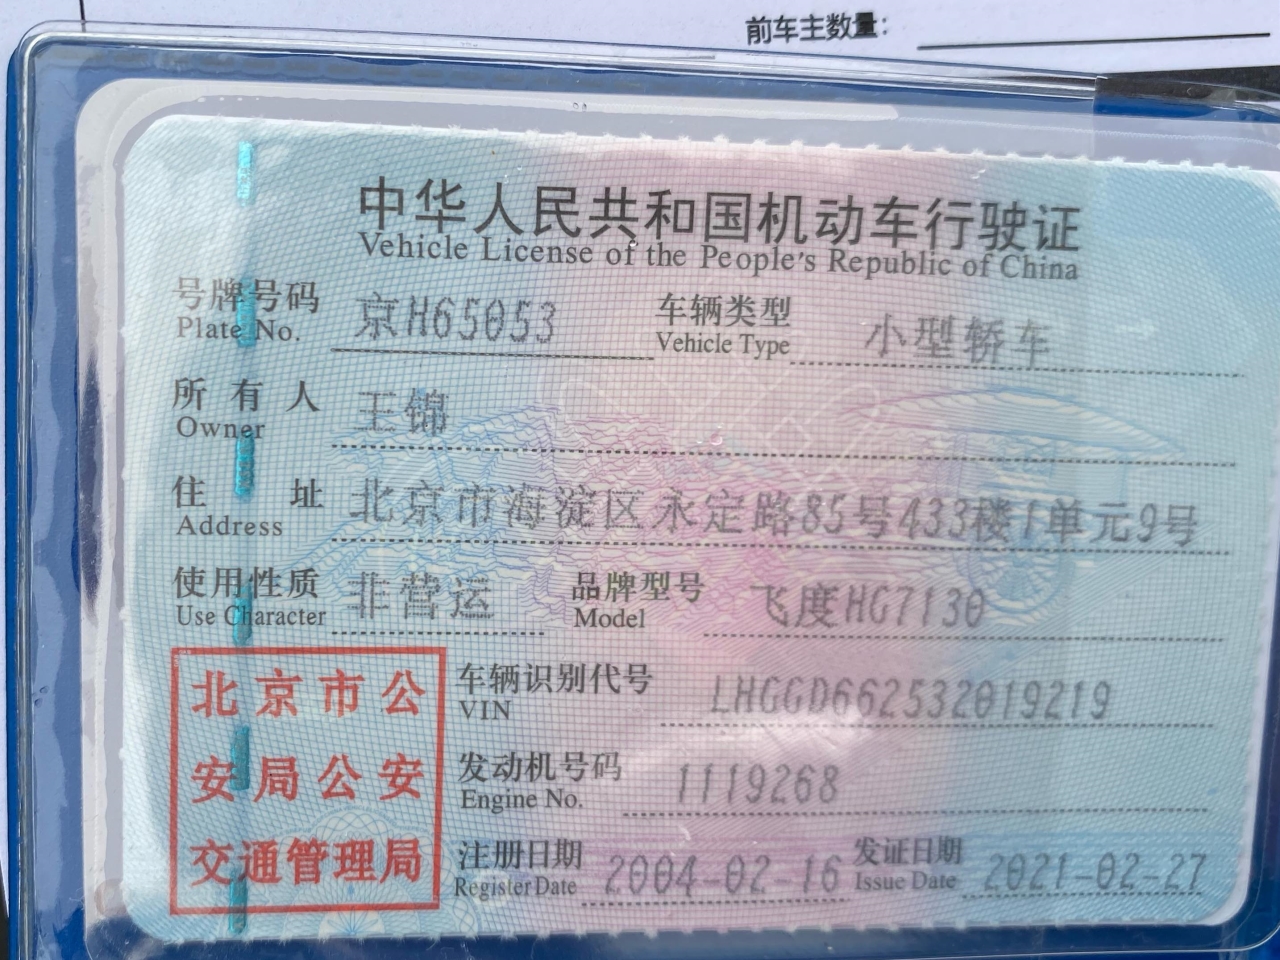 前车主数量:
中华人民共和国机动车行驶证
Vehicle License of the People's Republic of China
号牌号码 京H65053 车辆类型 小型轿车
Plate No. Vehicle Type
所有人 王锦
Owner
住址 北京市海淀区永定路85号433楼1单元9号
Address
使用性质 非营运 品牌型号 飞度HG7130
Use Character Model
北京市公
安局公安
交通管理局
车辆识别代号 LHGGD662532019219
VIN
发动机号码 1119268
Engine No.
注册日期 2004-02-16 发证日期 2021-02-27
Register Date Issue Date